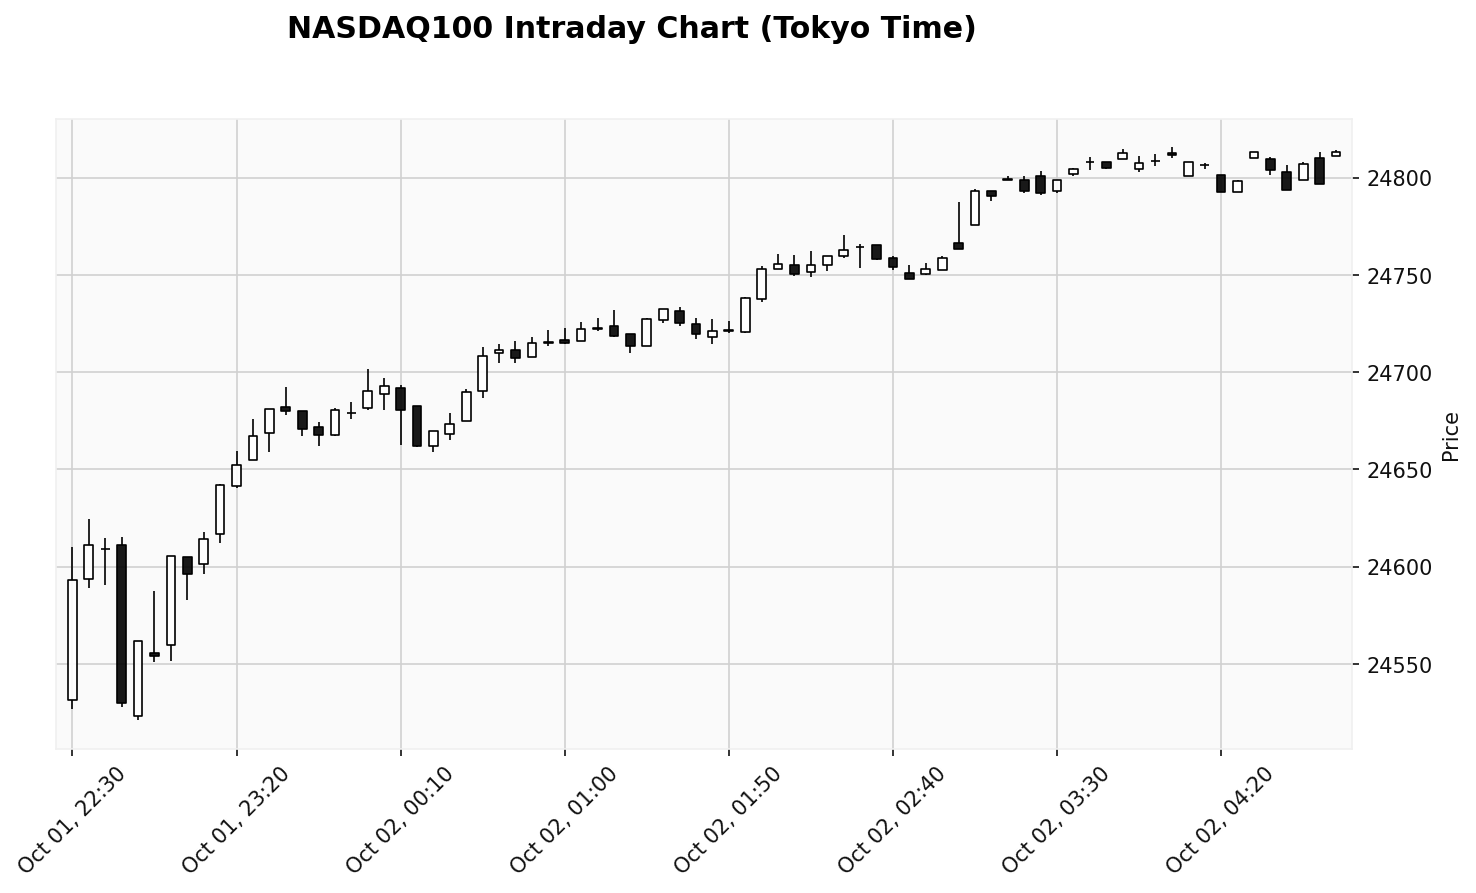 NASDAQ100 Intraday Chart (Tokyo Time)
24800
24750
24700
24650
24600
24550
Price
Oct 01, 22:30
Oct 01, 23:20
Oct 02, 00:10
Oct 02, 01:00
Oct 02, 01:50
Oct 02, 02:40
Oct 02, 03:30
Oct 02, 04:20